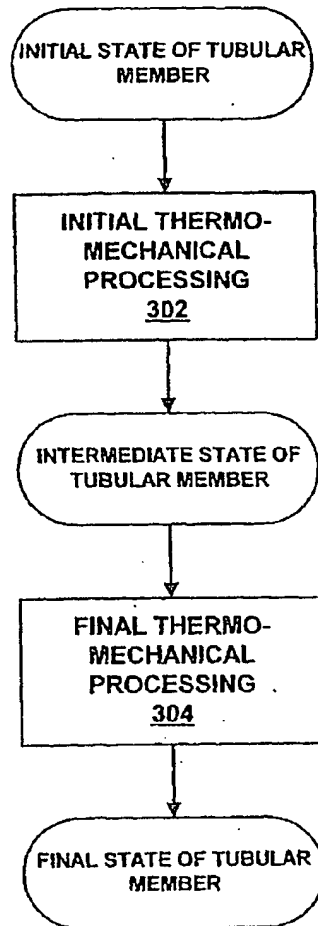 INITIAL STATE OF TUBULAR
MEMBER
INITIAL THERMO-
MECHANICAL
PROCESSING
302
INTERMEDIATE STATE OF
TUBULAR MEMBER
FINAL THERMO-
MECHANICAL
PROCESSING
304
FINAL STATE OF TUBULAR
MEMBER